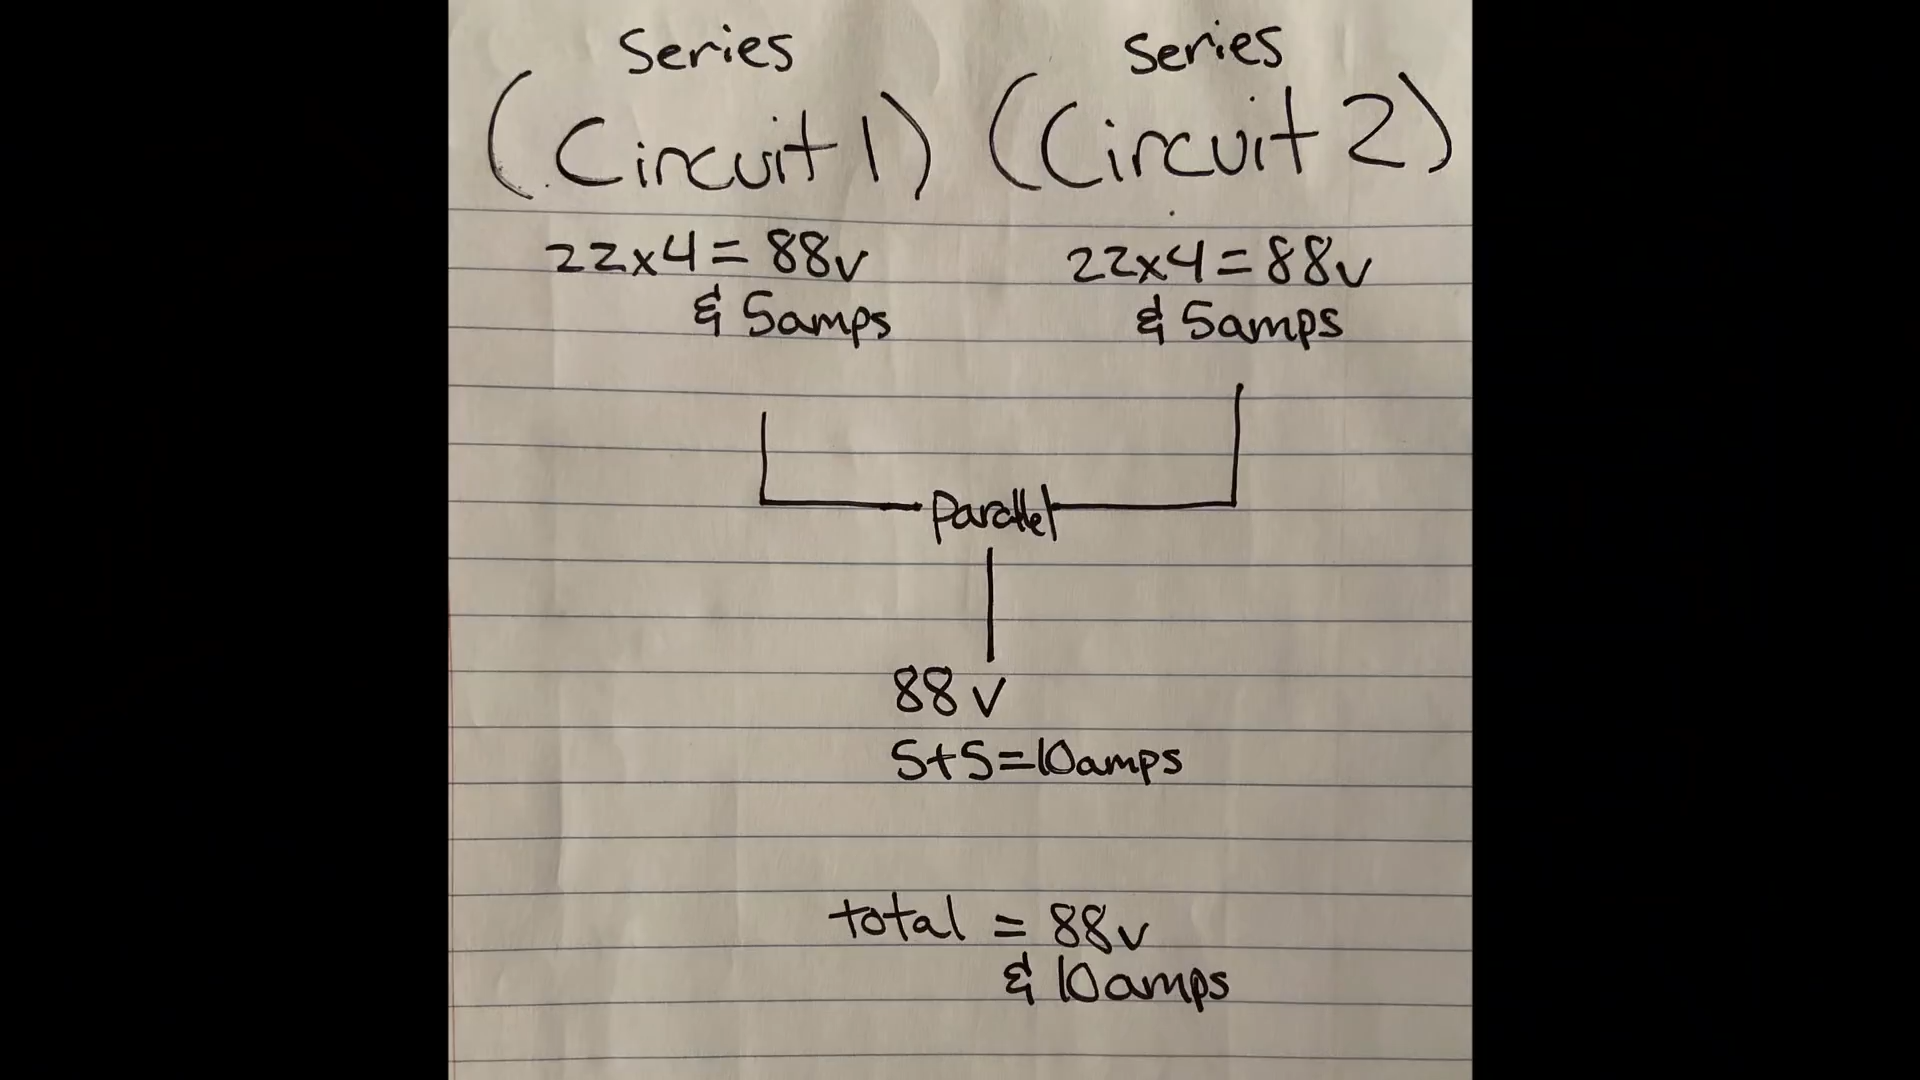 Series
(Circuit 1)
22x4=88v
& 5amps
Series
(Circuit 2)
22x4=88v
& 5amps
Parallel
88 v
5+5=10amps
total = 88v
& 10amps